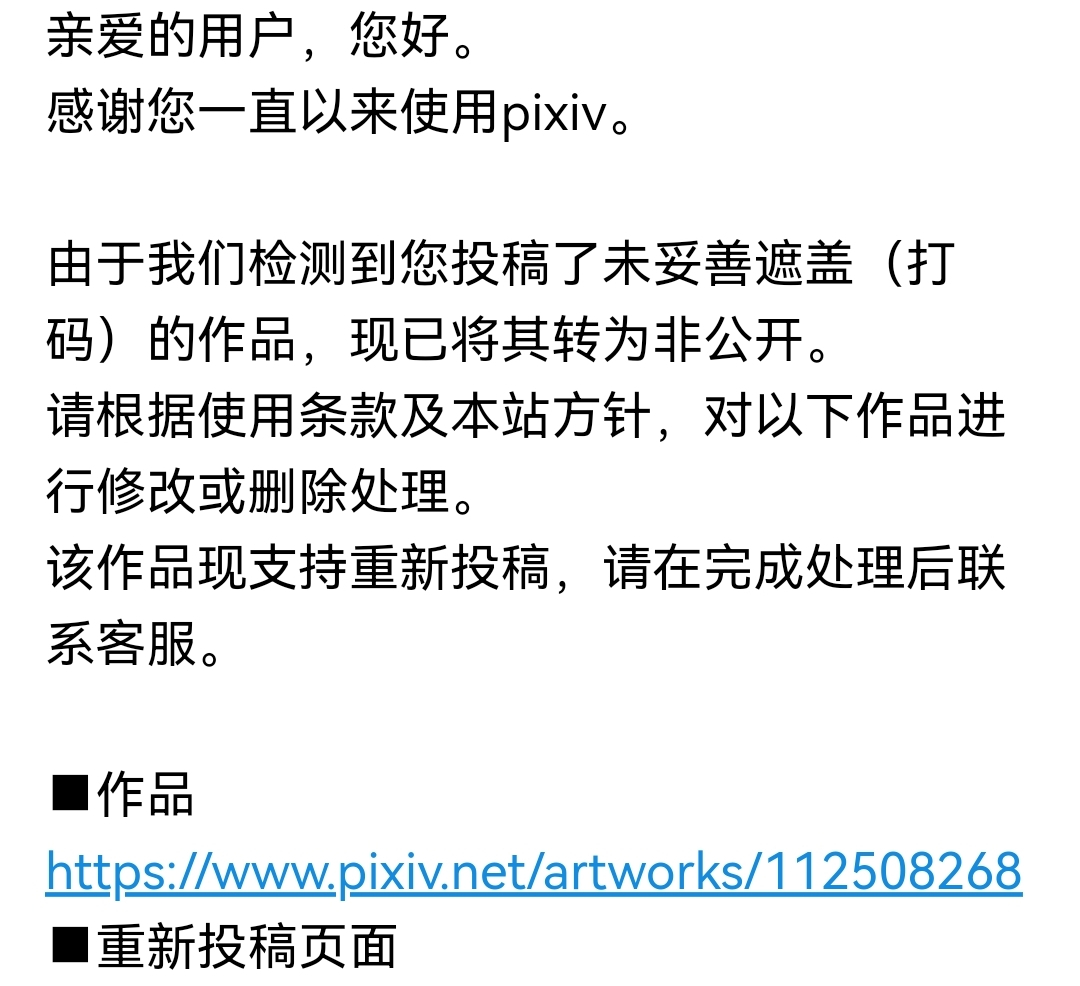 亲爱的用户，您好。
感谢您一直以来使用pixiv。
由于我们检测到您投稿了未妥善遮盖（打
码）的作品，现已将其转为非公开。
请根据使用条款及本站方针，对以下作品进
行修改或删除处理。
该作品现支持重新投稿，请在完成处理后联
系客服。
■作品
https://www.pixiv.net/artworks/112508268
■重新投稿页面